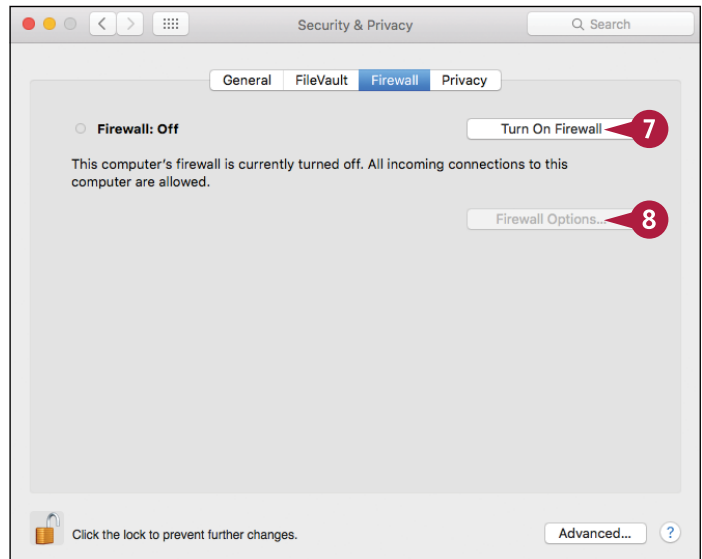 Security & Privacy
Search
General FileVault Firewall Privacy
Firewall: Off
Turn On Firewall
7
This computer's firewall is currently turned off. All incoming connections to this
computer are allowed.
Firewall Options...
8
Click the lock to prevent further changes.
Advanced...
?